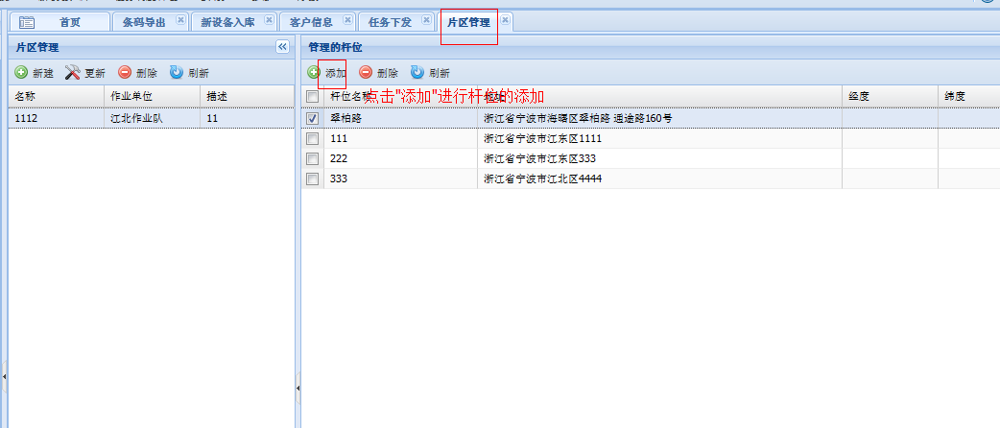 首页 条码导出 新设备入库 客户信息 任务下发 片区管理
片区管理 管理的杆位
新建 更新 删除 刷新 添加 删除 刷新
点击"添加"进行杆位的添加
名称 作业单位 描述 杆位名称 经度 纬度
1112 江北作业队 11 翠柏路 浙江省宁波市海曙区翠柏路 通途路160号
111 浙江省宁波市江东区1111
222 浙江省宁波市江东区333
333 浙江省宁波市江北区4444